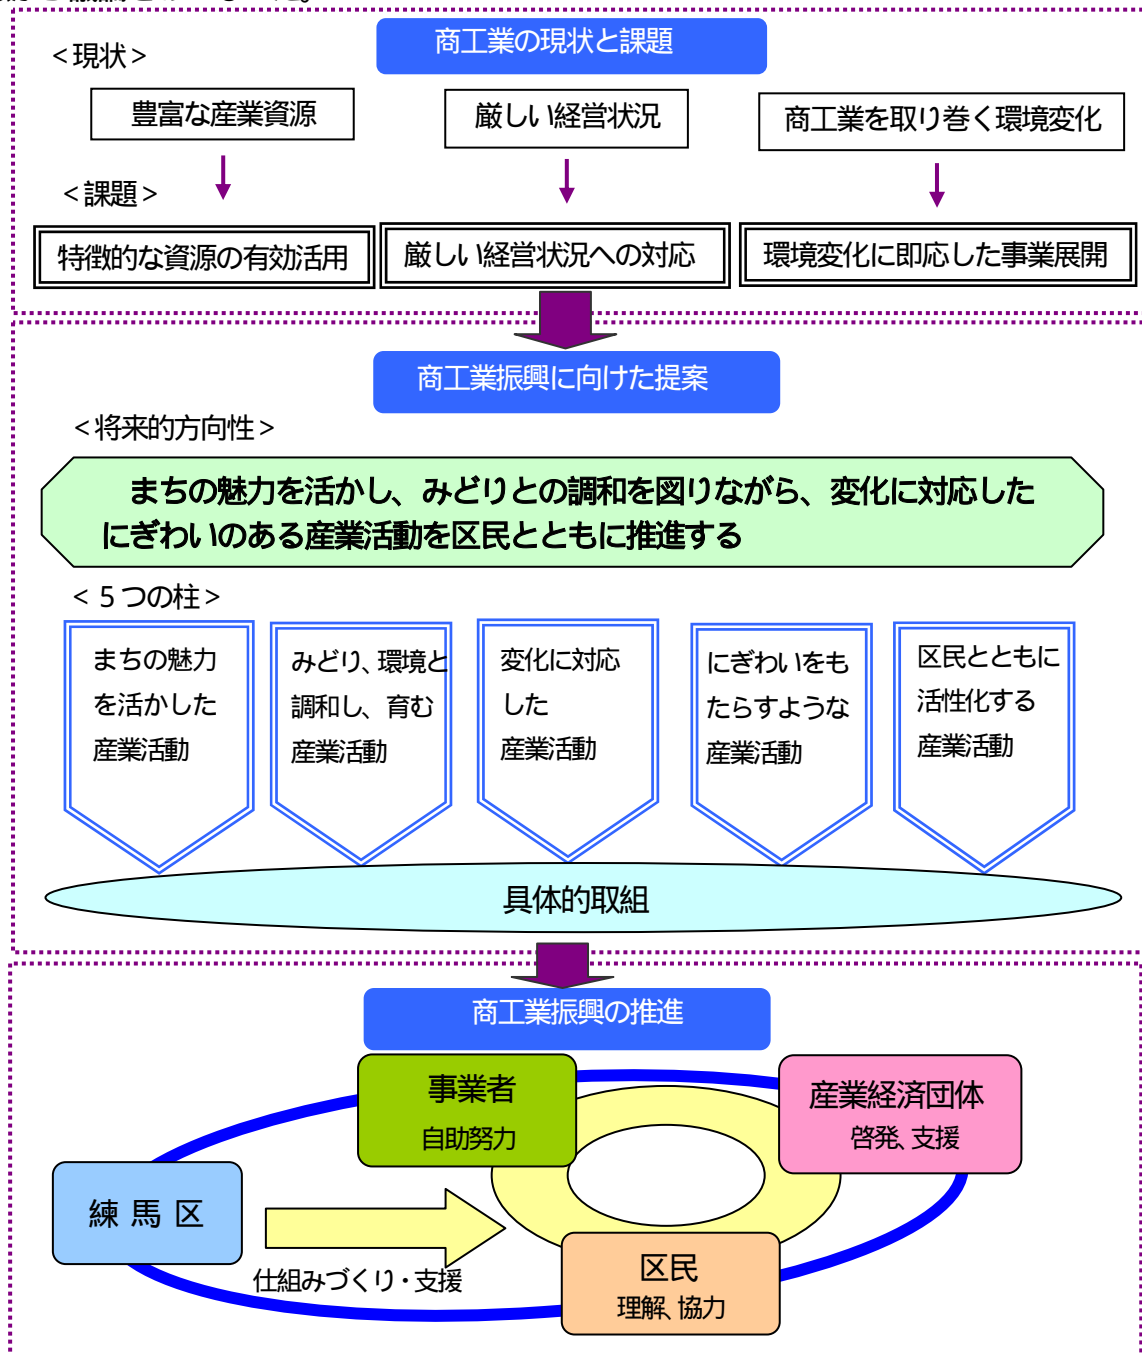 商工業の現状と課題
<現状>
豊富な産業資源
厳しい経営状況
商工業を取り巻く環境変化
<課題>
特徴的な資源の有効活用
厳しい経営状況への対応
環境変化に即応した事業展開
商工業振興に向けた提案
<将来的方向性>
まちの魅力を活かし、みどりとの調和を図りながら、変化に対応した
にぎわいのある産業活動を区民とともに推進する
<5つの柱>
まちの魅力
を活かした
産業活動
みどり、環境と
調和し、育む
産業活動
変化に対応
した
産業活動
にぎわいをも
たらすような
産業活動
区民とともに
活性化する
産業活動
具体的取組
商工業振興の推進
事業者
自助努力
産業経済団体
啓発、支援
練馬区
仕組みづくり・支援
区民
理解、協力